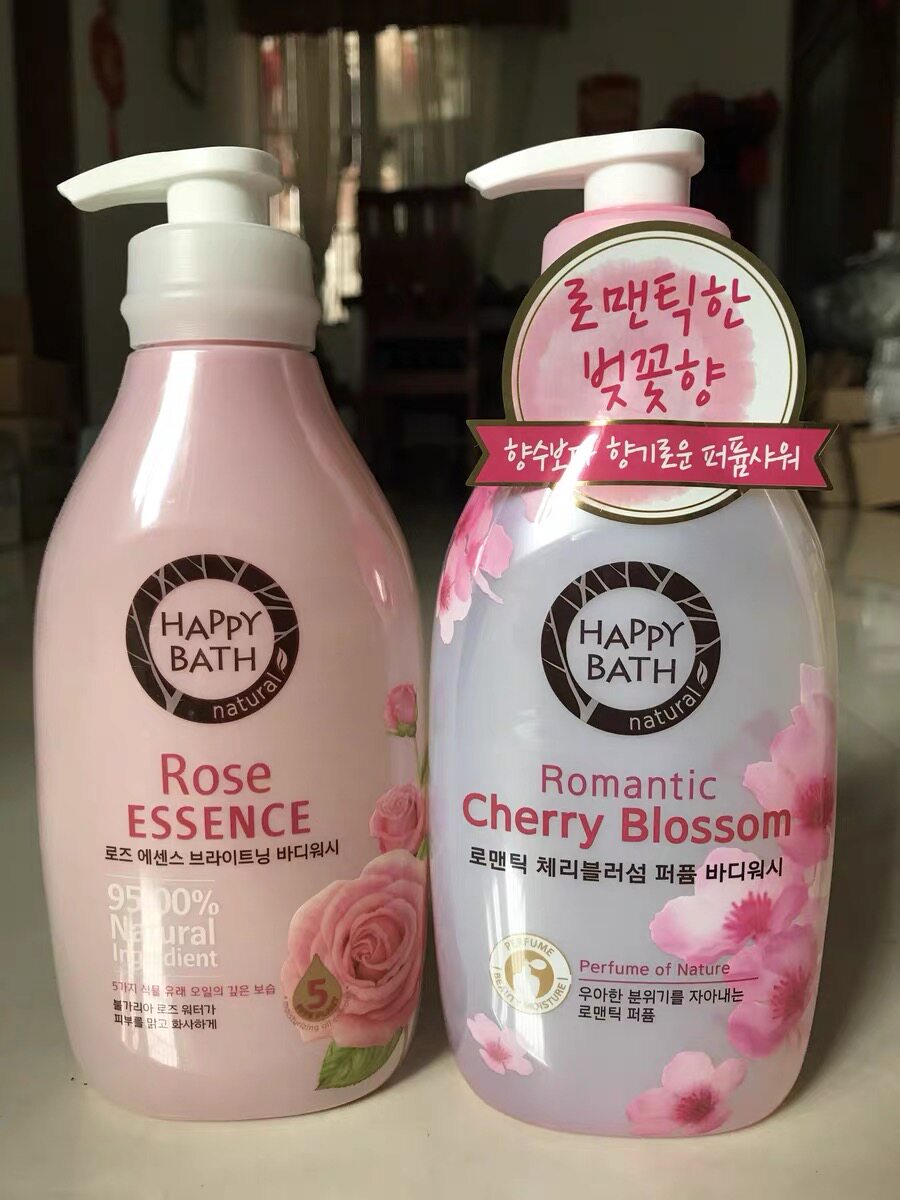 HAPPY
BATH
natural
Rose
ESSENCE
로즈 에센스 브라이트닝 바디워시
95.00%
Natural
Ingredient
5가지 식물 유래 오일의 깊은 보습
불가리아 로즈 워터가
피부를 맑고 화사하게
5
로맨틱한
벚꽃향
향수보다 향기로운 퍼퓸샤워
HAPPY
BATH
natural
Romantic
Cherry Blossom
로맨틱 체리블러섬 퍼퓸 바디워시
PERFUME
BEAUTY MOISTURE
Perfume of Nature
우아한 분위기를 자아내는
로맨틱 퍼퓸